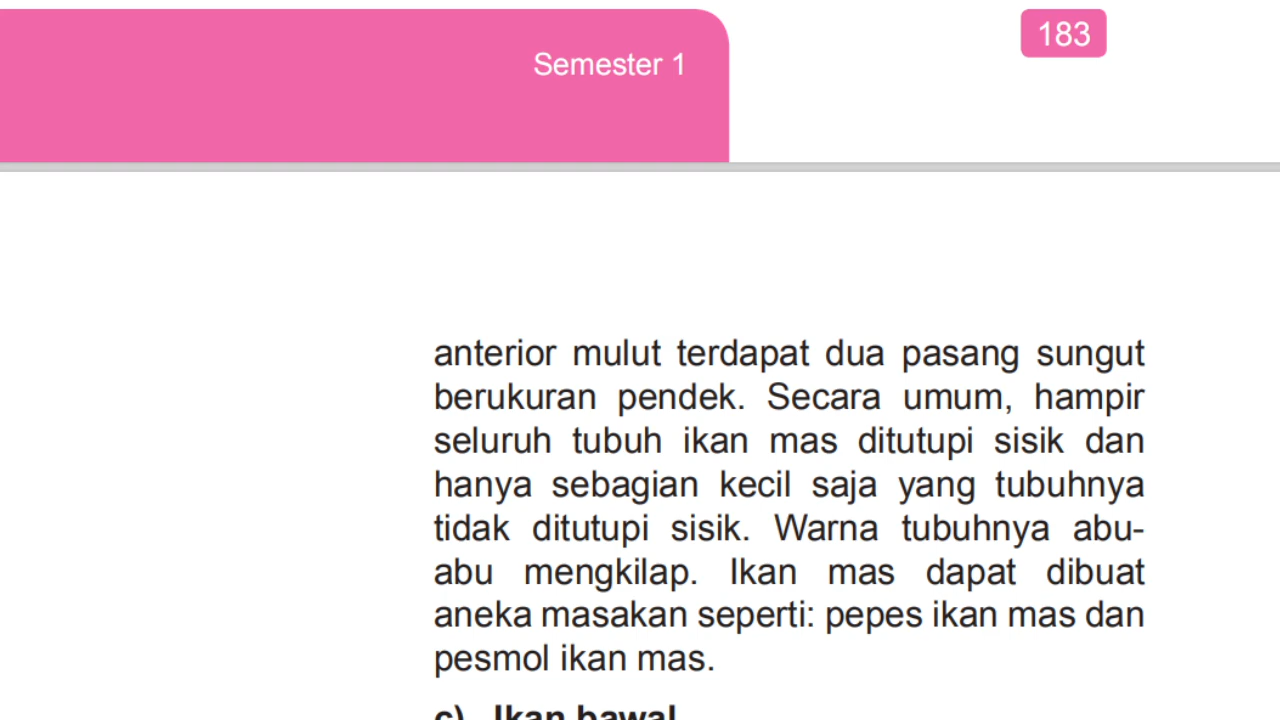 Semester 1
183
anterior mulut terdapat dua pasang sungut
berukuran pendek. Secara umum, hampir
seluruh tubuh ikan mas ditutupi sisik dan
hanya sebagian kecil saja yang tubuhnya
tidak ditutupi sisik. Warna tubuhnya abu-
abu mengkilap. Ikan mas dapat dibuat
aneka masakan seperti: pepes ikan mas dan
pesmol ikan mas.
c) Ikan bawal